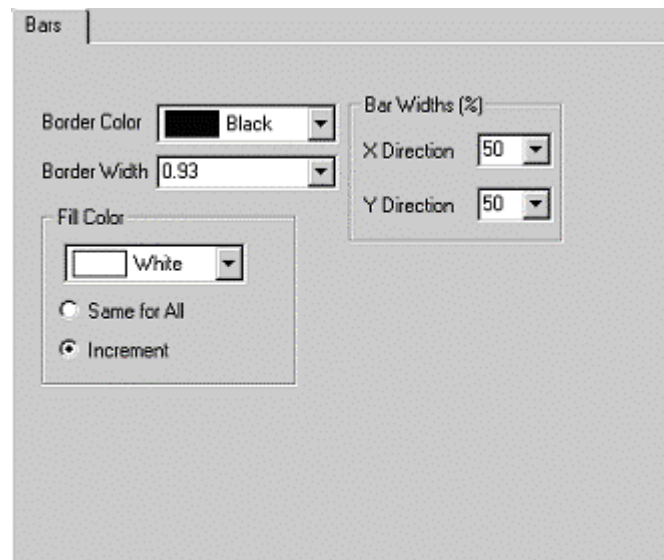 Bars
Border Color Black
Border Width 0.93
Bar Widths (%)
X Direction 50
Y Direction 50
Fill Color
White
Same for All
Increment